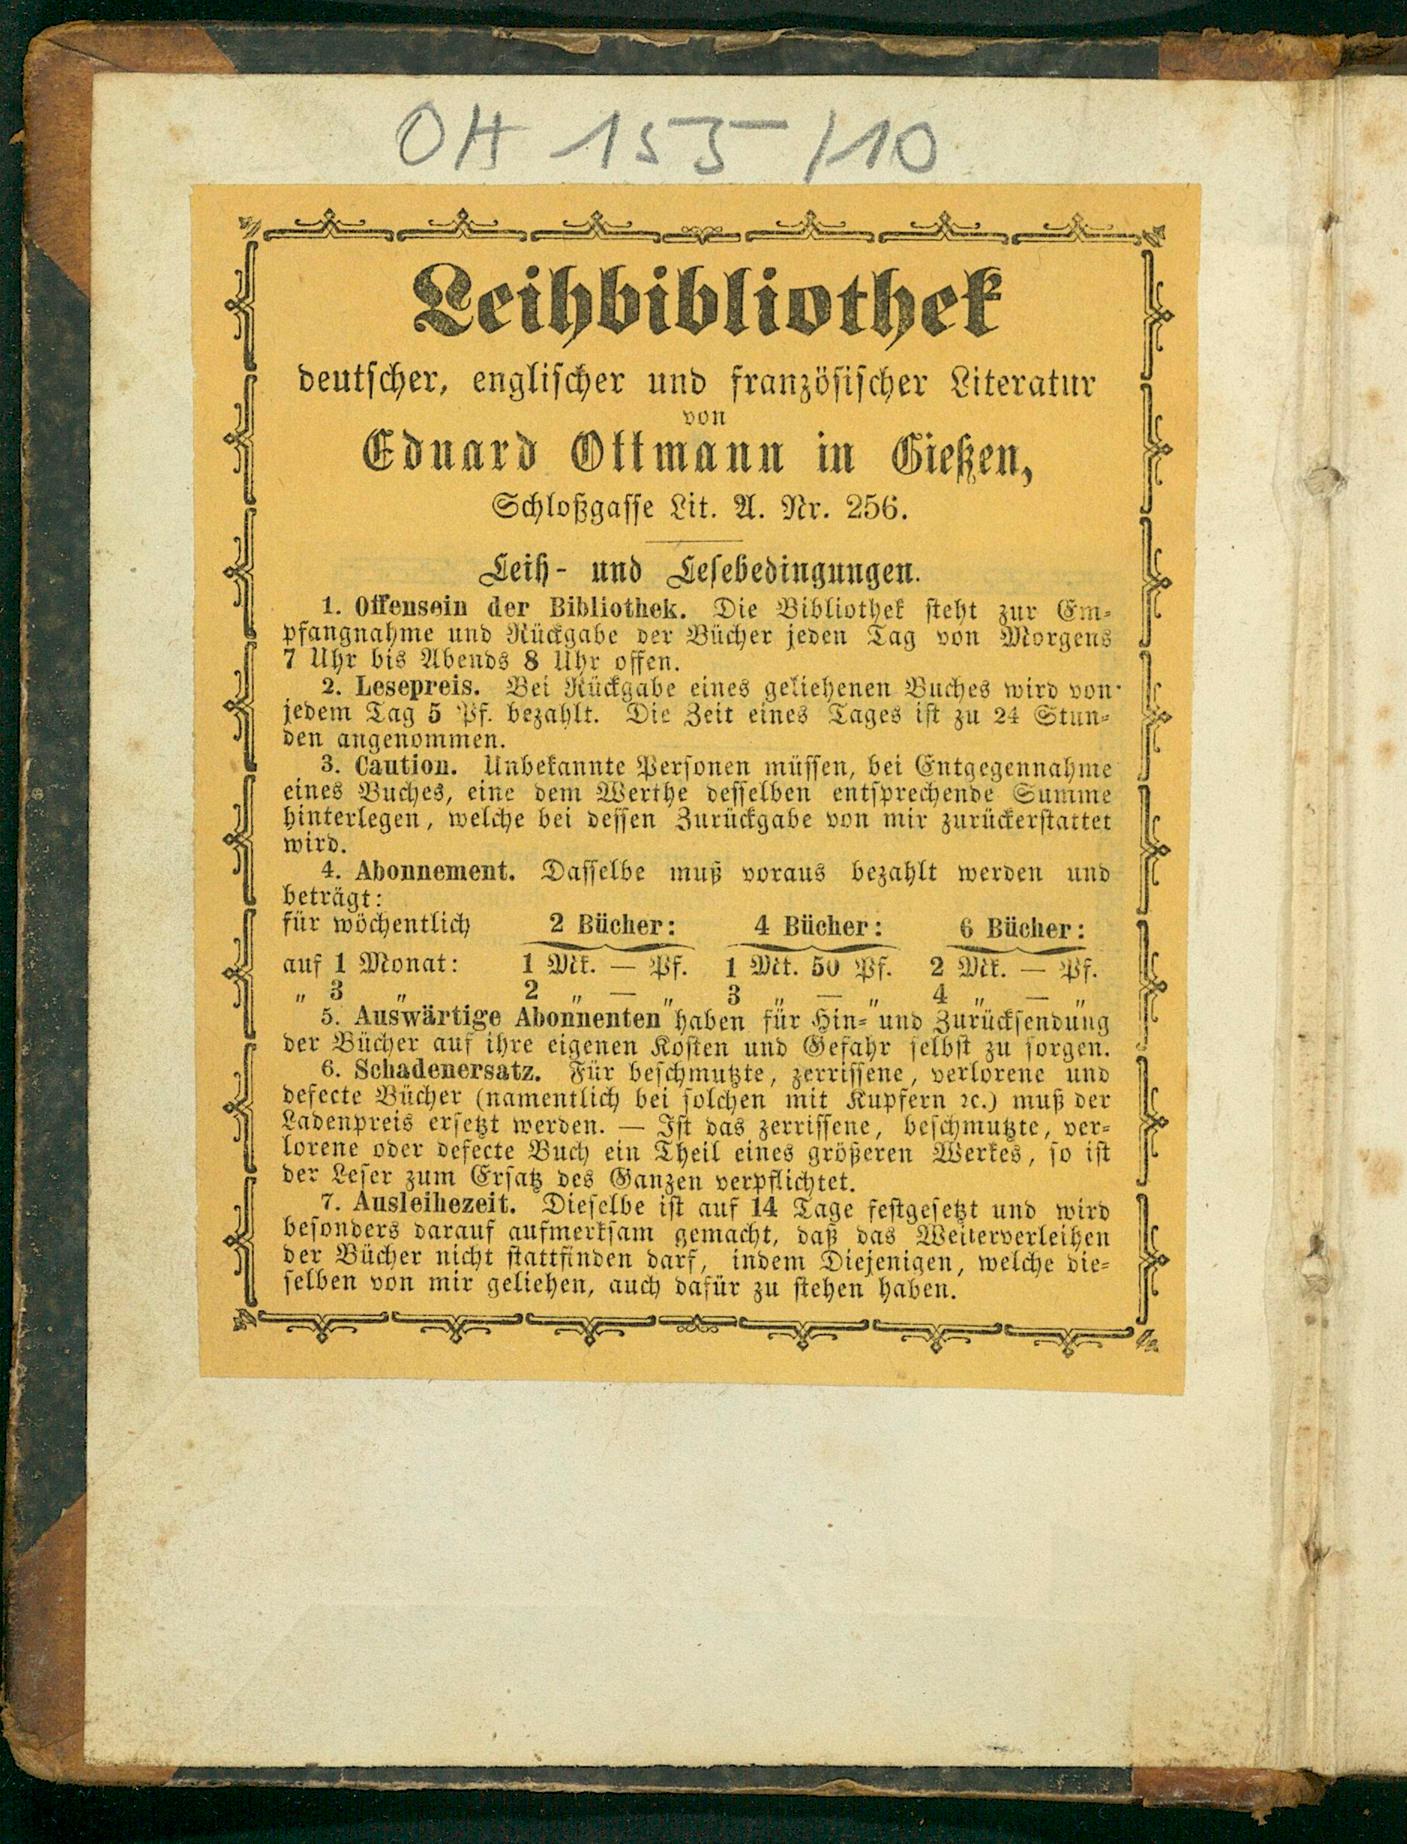 OH 155/10
Leihbibliothek
deutscher, englischer und französischer Literatur
von
Eduard Ottmann in Gießen,
Schloßgasse Lit. A. Nr. 256.
Leih- und Lesebedingungen.
1. Offensein der Bibliothek. Die Bibliothek steht zur Em-
pfangnahme und Rückgabe der Bücher jeden Tag von Morgens
7 Uhr bis Abends 8 Uhr offen.
2. Lesepreis. Bei Rückgabe eines geliehenen Buches wird von
jedem Tag 5 Pf. bezahlt. Die Zeit eines Tages ist zu 24 Stun-
den angenommen.
3. Caution. Unbekannte Personen müssen, bei Entgegennahme
eines Buches, eine dem Werthe desselben entsprechende Summe
hinterlegen, welche bei dessen Zurückgabe von mir zurückerstattet
wird.
4. Abonnement. Dasselbe muß voraus bezahlt werden und
beträgt:
für wöchentlich 2 Bücher: 4 Bücher: 6 Bücher:
auf 1 Monat: 1 Mk. — Pf. 1 Mk. 50 Pf. 2 Mk. — Pf.
„ 3 „ 2 „ — „ 3 „ — „ 4 „ — „
5. Auswärtige Abonnenten haben für Hin- und Zurücksendung
der Bücher auf ihre eigenen Kosten und Gefahr selbst zu sorgen.
6. Schadenersatz. Für beschmutzte, zerrissene, verlorene und
defecte Bücher (namentlich bei solchen mit Kupfern ꝛc.) muß der
Ladenpreis ersetzt werden. — Ist das zerrissene, beschmutzte, ver-
lorene oder defecte Buch ein Theil eines größeren Werkes, so ist
der Leser zum Ersatz des Ganzen verpflichtet.
7. Ausleihezeit. Dieselbe ist auf 14 Tage festgesetzt und wird
besonders darauf aufmerksam gemacht, daß das Weiterverleihen
der Bücher nicht stattfinden darf, indem Diejenigen, welche die-
selben von mir geliehen, auch dafür zu stehen haben.